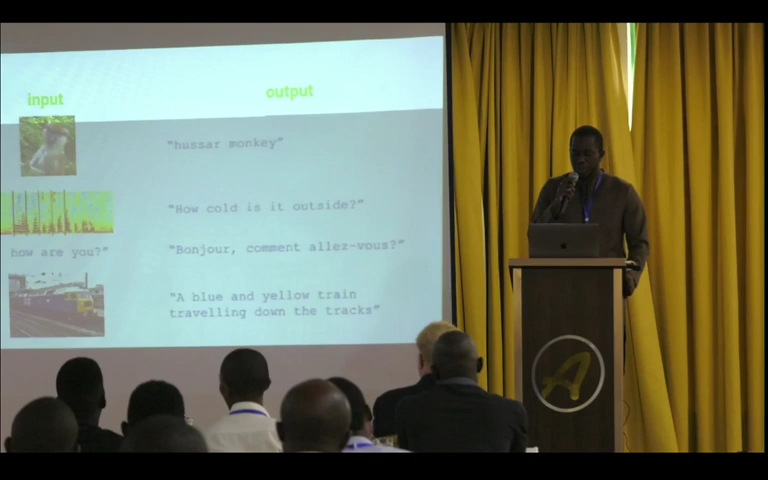 input
output
"hussar monkey"
"How cold is it outside?"
how are you?"
"Bonjour, comment allez-vous?"
"A blue and yellow train
travelling down the tracks"
A